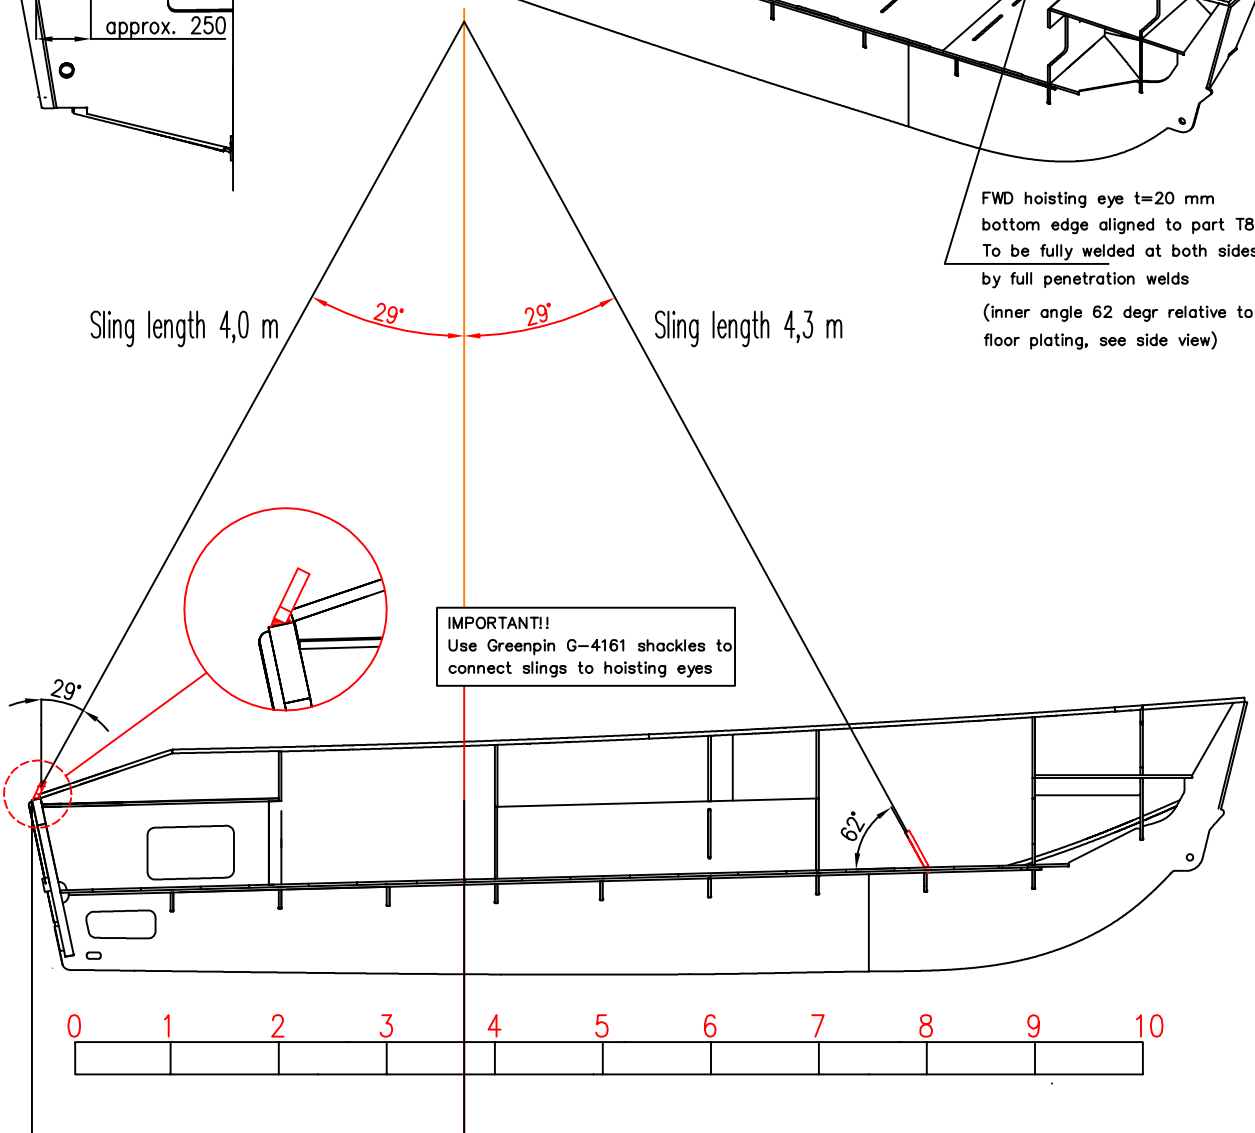 approx. 250
FWD hoisting eye t=20 mm
bottom edge aligned to part T8
To be fully welded at both sides
by full penetration welds
(inner angle 62 degr relative to
floor plating, see side view)
29°
29°
Sling length 4,0 m
Sling length 4,3 m
IMPORTANT!!
Use Greenpin G-4161 shackles to
connect slings to hoisting eyes
29°
62°
0 1 2 3 4 5 6 7 8 9 10